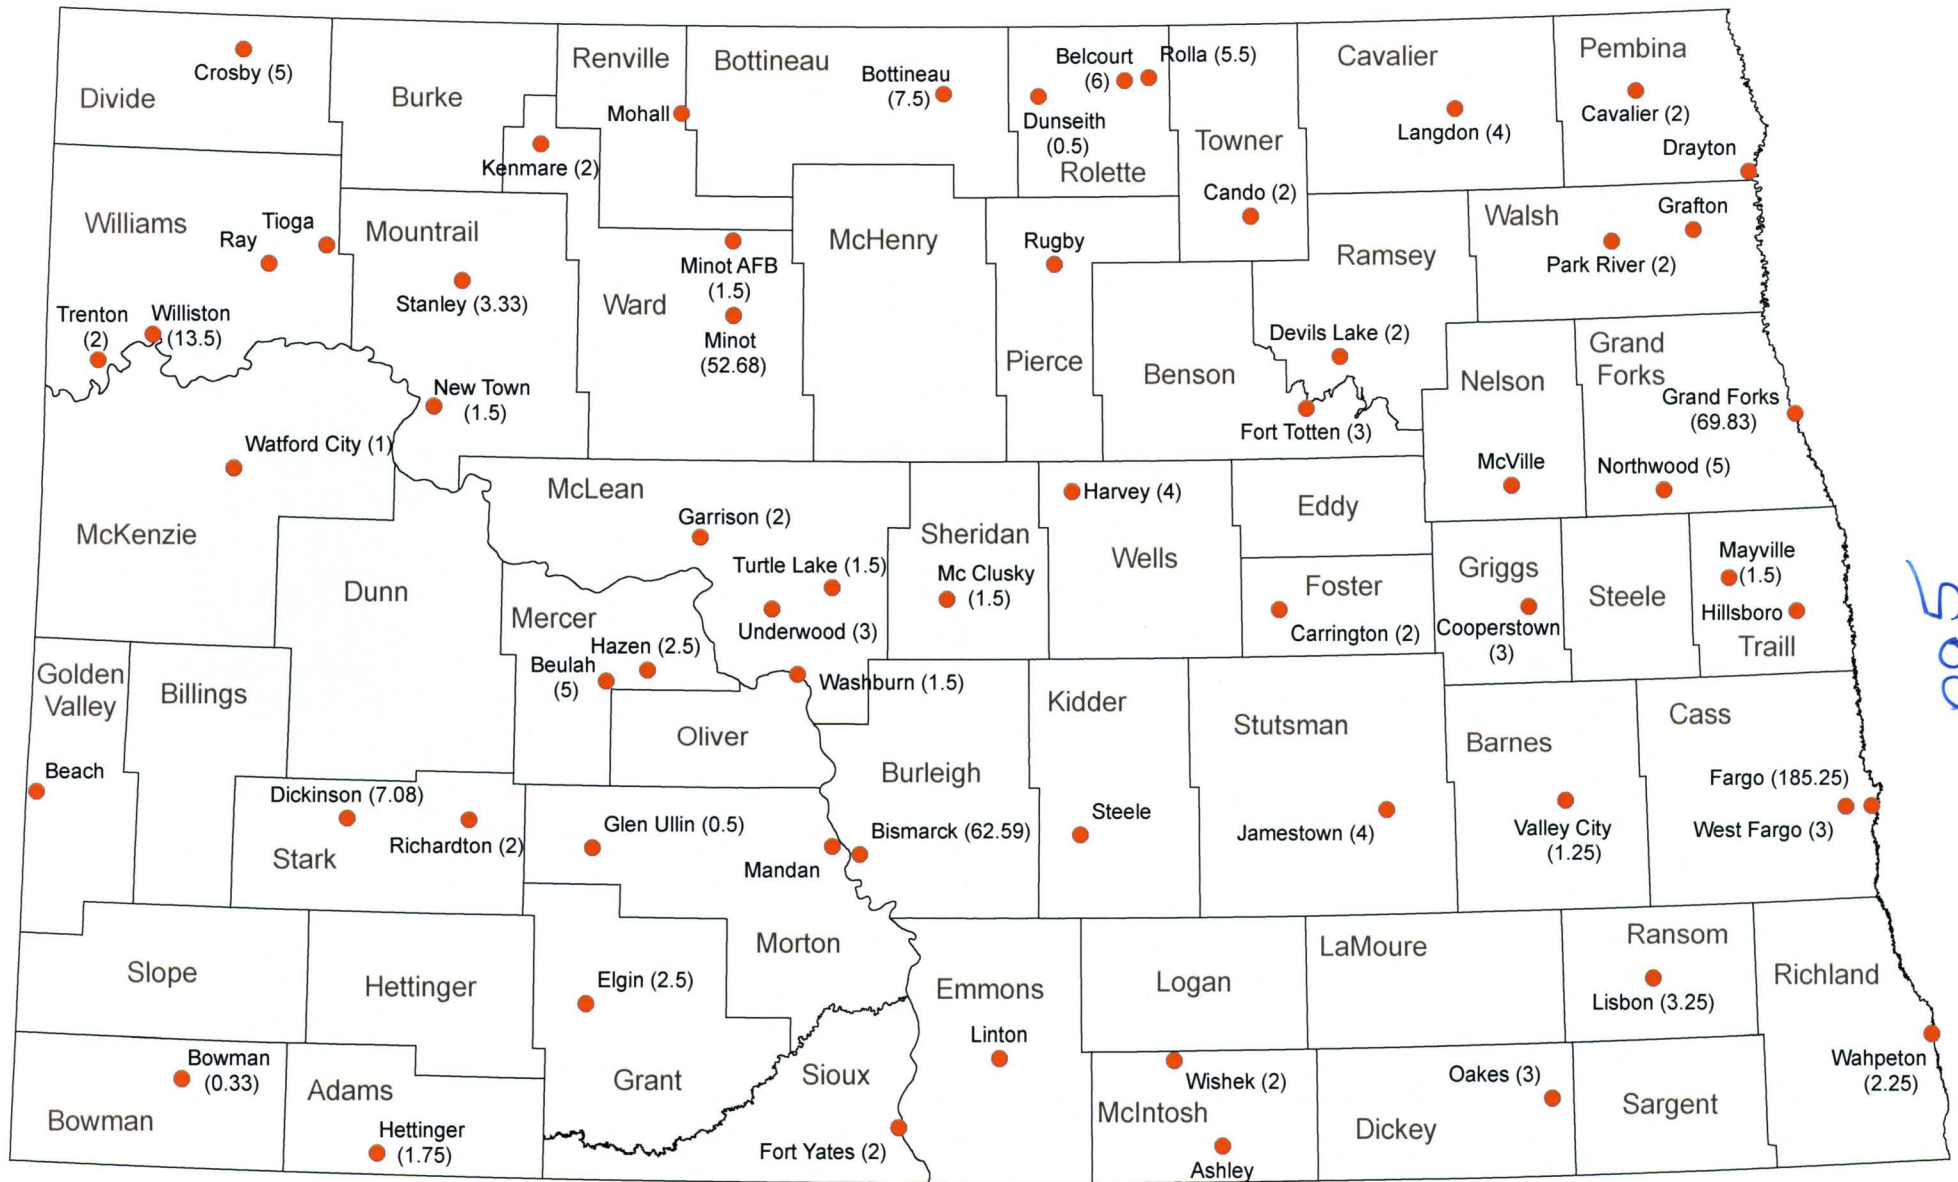 Crosby (5)
Divide
Burke
Renville
Mohall
Bottineau
Bottineau
(7.5)
Belcourt
(6)
Rolla (5.5)
Dunseith
(0.5)
Rolette
Towner
Cando (2)
Cavalier
Langdon (4)
Pembina
Cavalier (2)
Drayton
Kenmare (2)
Williams
Tioga
Ray
Trenton
(2)
Williston
(13.5)
Mountrail
Stanley (3.33)
New Town
(1.5)
Ward
Minot AFB
(1.5)
Minot
(52.68)
McHenry
Rugby
Pierce
Benson
Ramsey
Devils Lake (2)
Fort Totten (3)
Walsh
Grafton
Park River (2)
Nelson
McVille
Grand
Forks
Grand Forks
(69.83)
Northwood (5)
Watford City (1)
McKenzie
Dunn
McLean
Garrison (2)
Turtle Lake (1.5)
Underwood (3)
Washburn (1.5)
Mercer
Hazen (2.5)
Beulah
(5)
Oliver
Sheridan
Mc Clusky
(1.5)
Harvey (4)
Wells
Eddy
Foster
Carrington (2)
Griggs
Cooperstown
(3)
Steele
Mayville
(1.5)
Hillsboro
Traill
Golden
Valley
Beach
Billings
Dickinson (7.08)
Richardton (2)
Stark
Glen Ullin (0.5)
Mandan
Morton
Burleigh
Bismarck (62.59)
Kidder
Steele
Stutsman
Jamestown (4)
Barnes
Valley City
(1.25)
Cass
Fargo (185.25)
West Fargo (3)
Slope
Hettinger
Elgin (2.5)
Grant
Bowman
(0.33)
Bowman
Adams
Hettinger
(1.75)
Sioux
Fort Yates (2)
Emmons
Linton
Logan
Wishek (2)
McIntosh
Ashley
LaMoure
Oakes (3)
Dickey
Ransom
Lisbon (3.25)
Sargent
Richland
Wahpeton
(2.25)